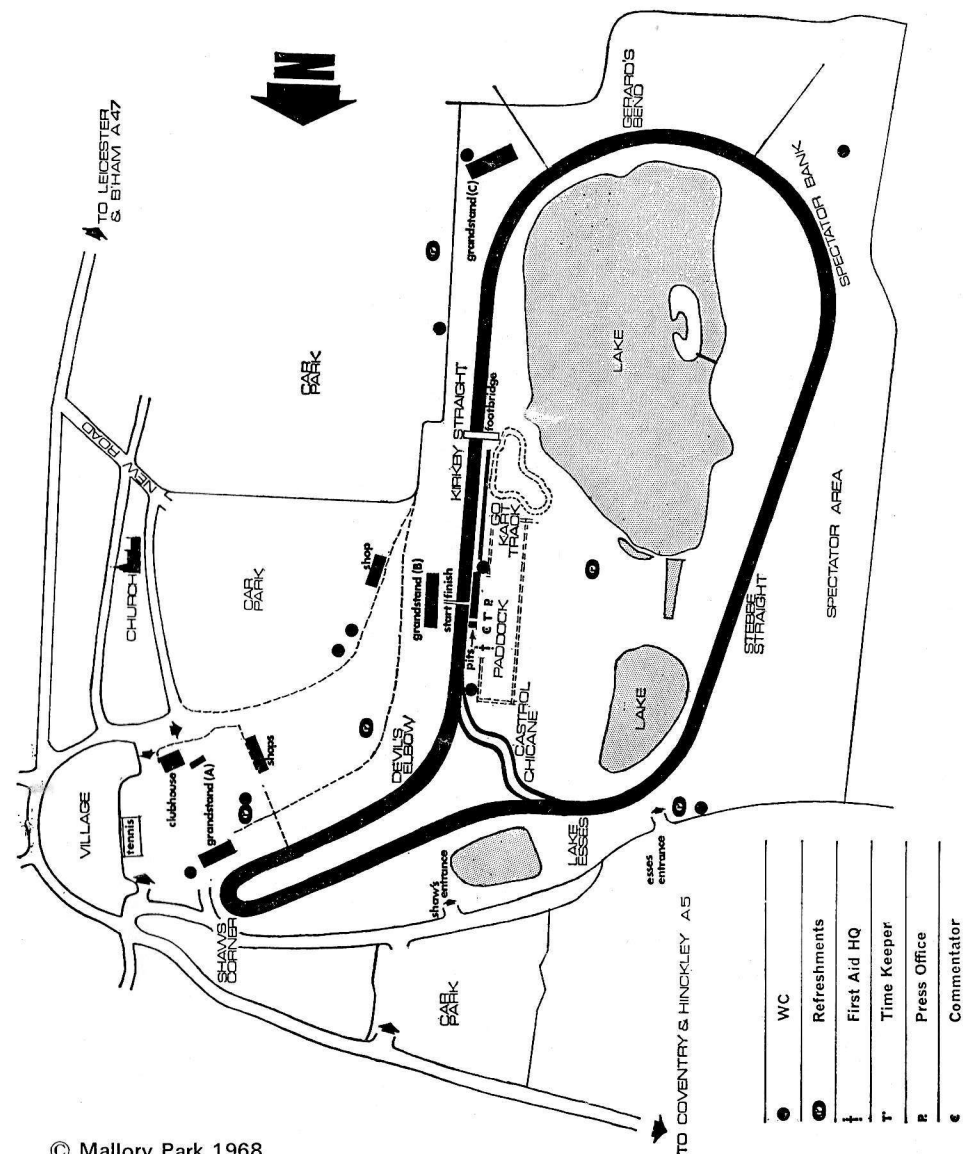 N
TO LEICESTER
& B'HAM A47
GERARD'S
BEND
SPECTATOR BANK
grandstand (C)
CAR
PARK
LAKE
KIRKBY STRAIGHT
footbridge
NEW ROAD
GO
KART
TRACK
SPECTATOR AREA
CHURCH
CAR
PARK
shop
grandstand (B)
start finish
€ T P.
pits
PADDOCK
STEBBE
STRAIGHT
LAKE
CASTROL
CHICANE
DEVIL'S
ELBOW
shops
clubhouse
grandstand (A)
VILLAGE
tennis
LAKE
ESSES
esses
entrance
shaw's
entrance
SHAW'S
CORNER
CAR
PARK
TO COVENTRY & HINCKLEY A5
WC
Refreshments
† First Aid HQ
T Time Keeper
P. Press Office
€ Commentator
© Mallory Park 1968